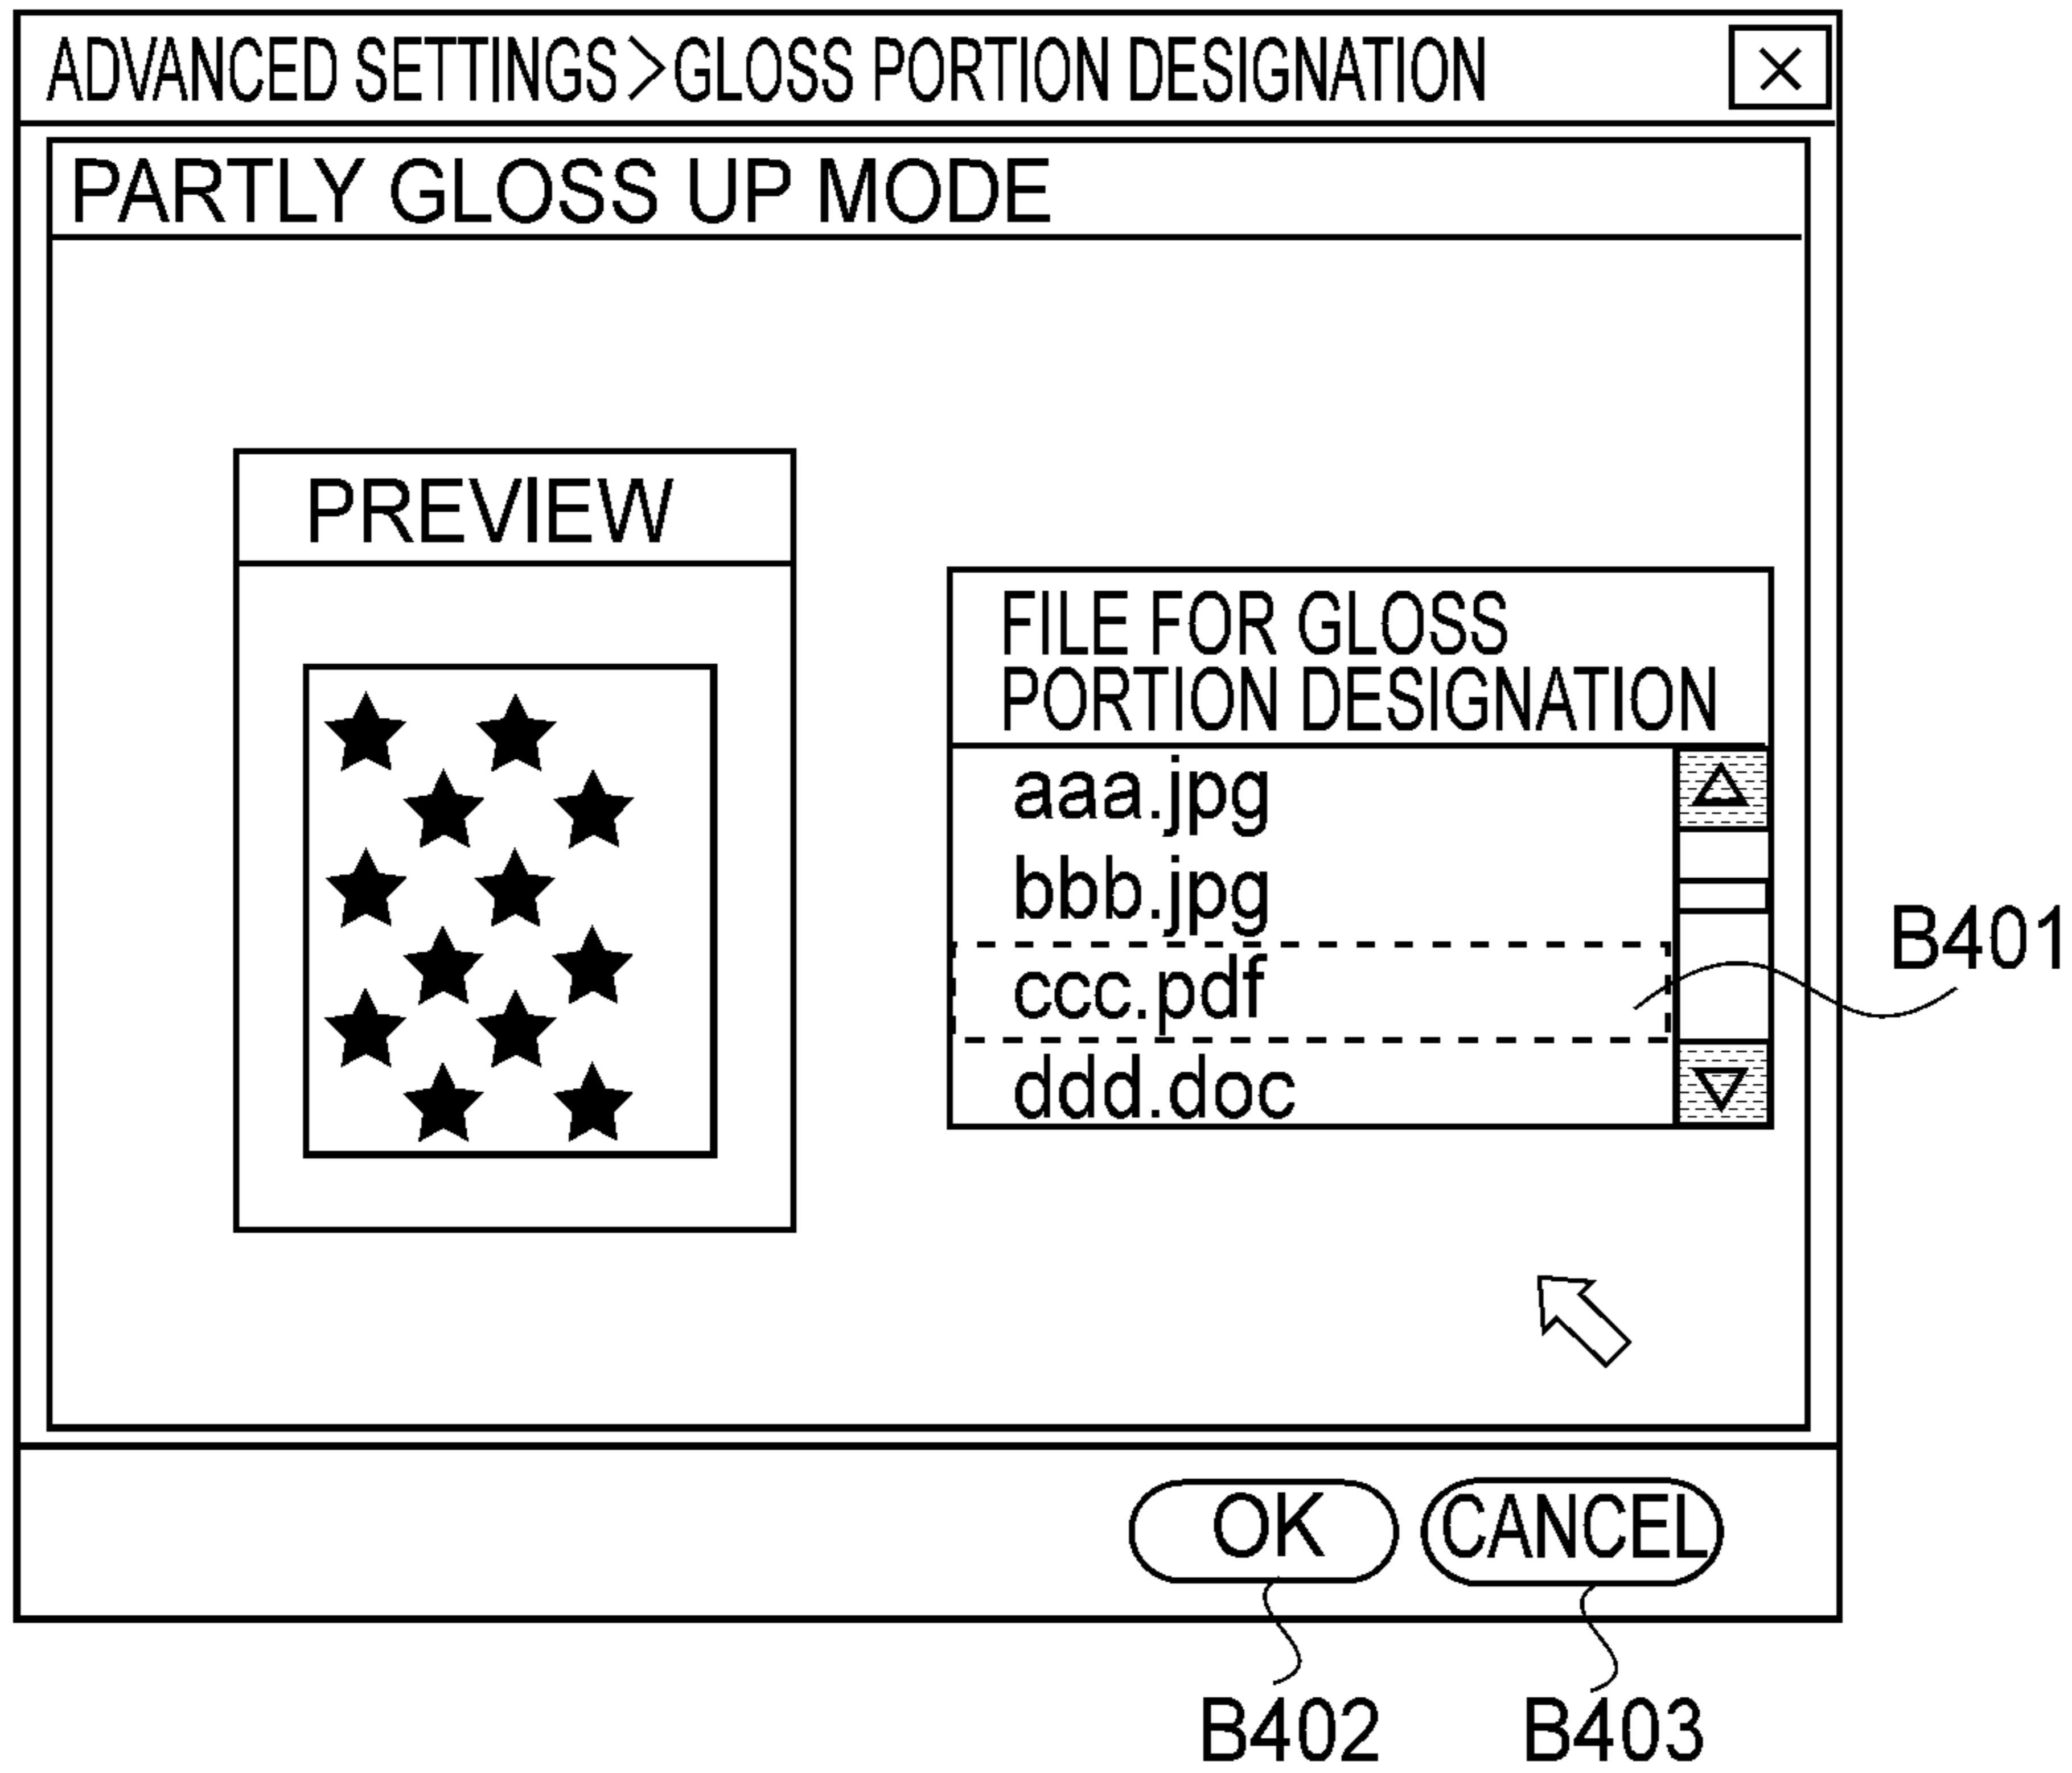 ADVANCED SETTINGS>GLOSS PORTION DESIGNATION
PARTLY GLOSS UP MODE
PREVIEW
FILE FOR GLOSS
PORTION DESIGNATION
aaa.jpg
bbb.jpg
ccc.pdf
ddd.doc
B401
OK
CANCEL
B402
B403